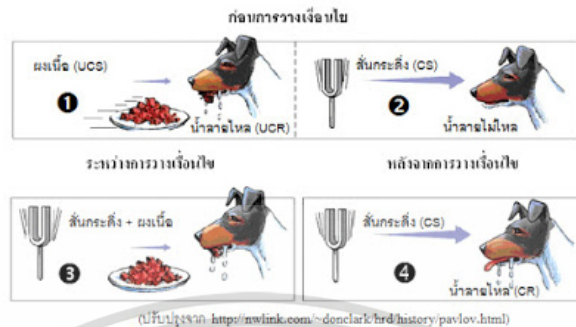 ก่อนการวางเงื่อนไข
ผงเนื้อ (UCS)
❶
น้ำลายไหล (UCR)
สั่นกระดิ่ง (CS)
❷
น้ำลายไม่ไหล
ระหว่างการวางเงื่อนไข
หลังจากการวางเงื่อนไข
สั่นกระดิ่ง + ผงเนื้อ
❸
สั่นกระดิ่ง (CS)
❹
น้ำลายไหล (CR)
(ปรับปรุงจาก http://nwlink.com/~donclark/hrd/history/pavlov.html)